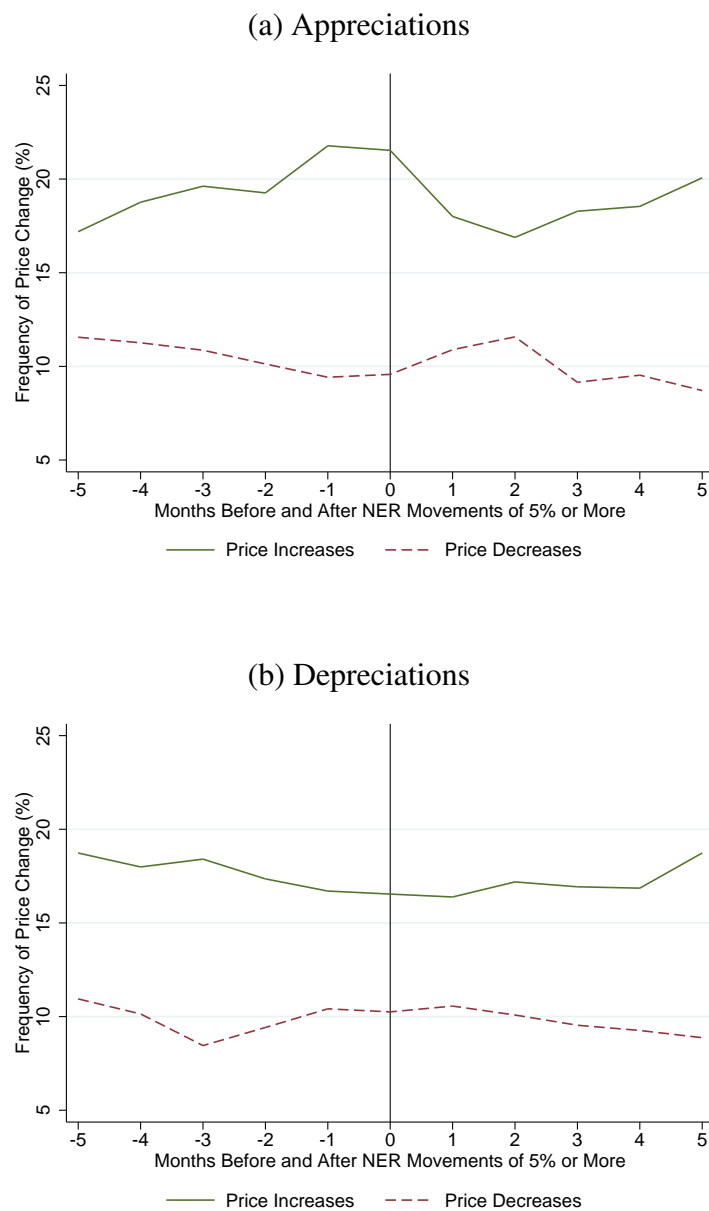 (a) Appreciations
Frequency of Price Change (%)
25
20
15
10
5
-5 -4 -3 -2 -1 0 1 2 3 4 5
Months Before and After NER Movements of 5% or More
Price Increases Price Decreases
(b) Depreciations
Frequency of Price Change (%)
25
20
15
10
5
-5 -4 -3 -2 -1 0 1 2 3 4 5
Months Before and After NER Movements of 5% or More
Price Increases Price Decreases